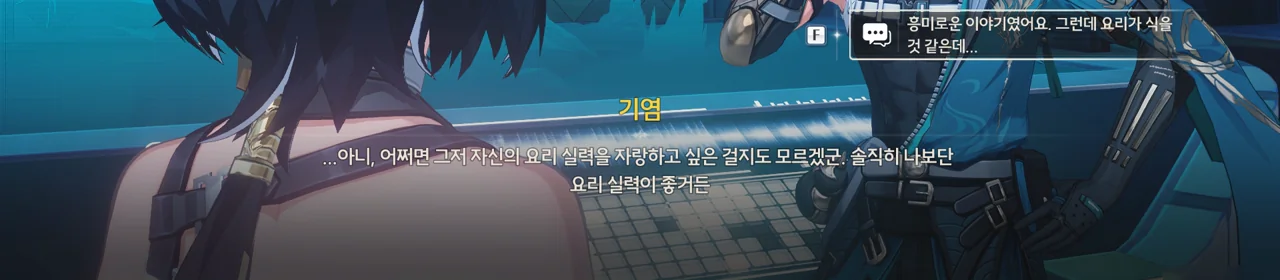 흥미로운 이야기였어요. 그런데 요리가 식을
것 같은데...
F
기염
...아니, 어쩌면 그저 자신의 요리 실력을 자랑하고 싶은 걸지도 모르겠군. 솔직히 나보단
요리 실력이 좋거든